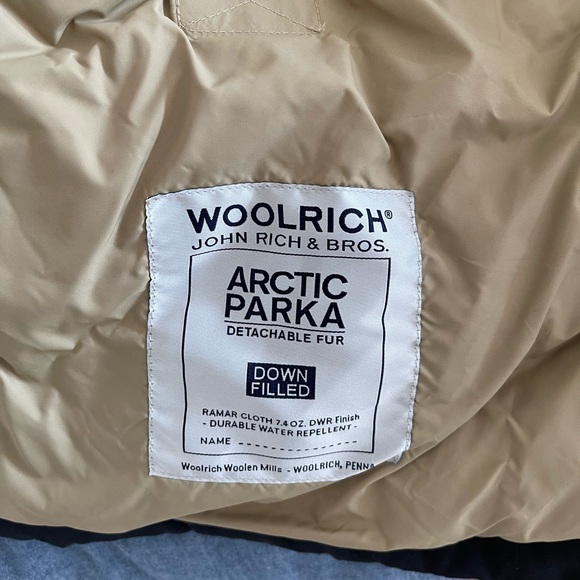 WOOLRICH®
JOHN RICH & BROS.
ARCTIC
PARKA
DETACHABLE FUR
DOWN
FILLED
RAMAR CLOTH 7.4 OZ. DWR Finish
- DURABLE WATER REPELLENT -
NAME ------------------
Woolrich Woolen Mills - WOOLRICH, PENNA